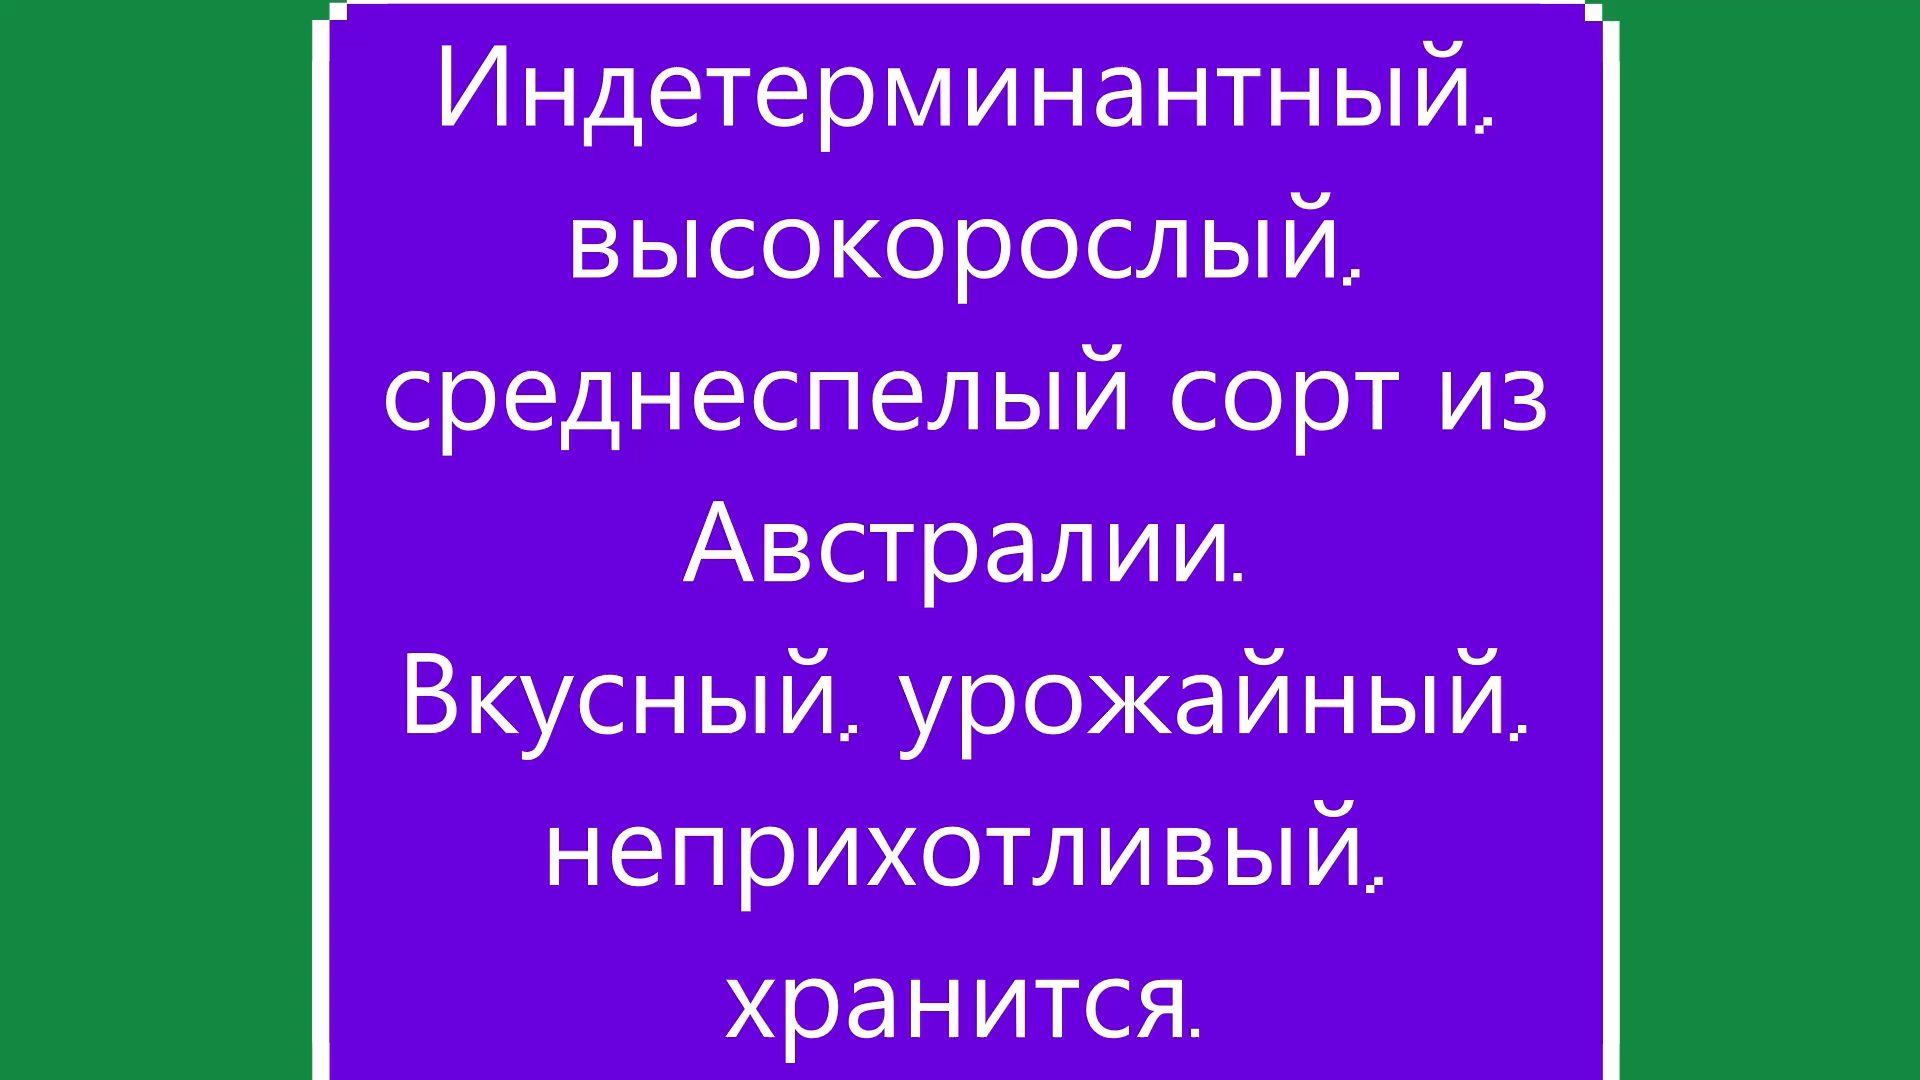 Индетерминантный,
высокорослый,
среднеспелый сорт из
Австралии.
Вкусный, урожайный,
неприхотливый,
хранится.